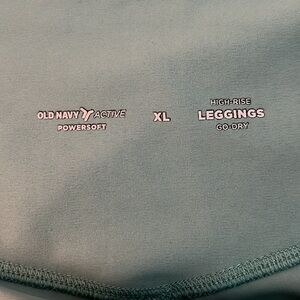 OLD NAVY ACTIVE
POWERSOFT
XL
HIGH-RISE
LEGGINGS
GO-DRY